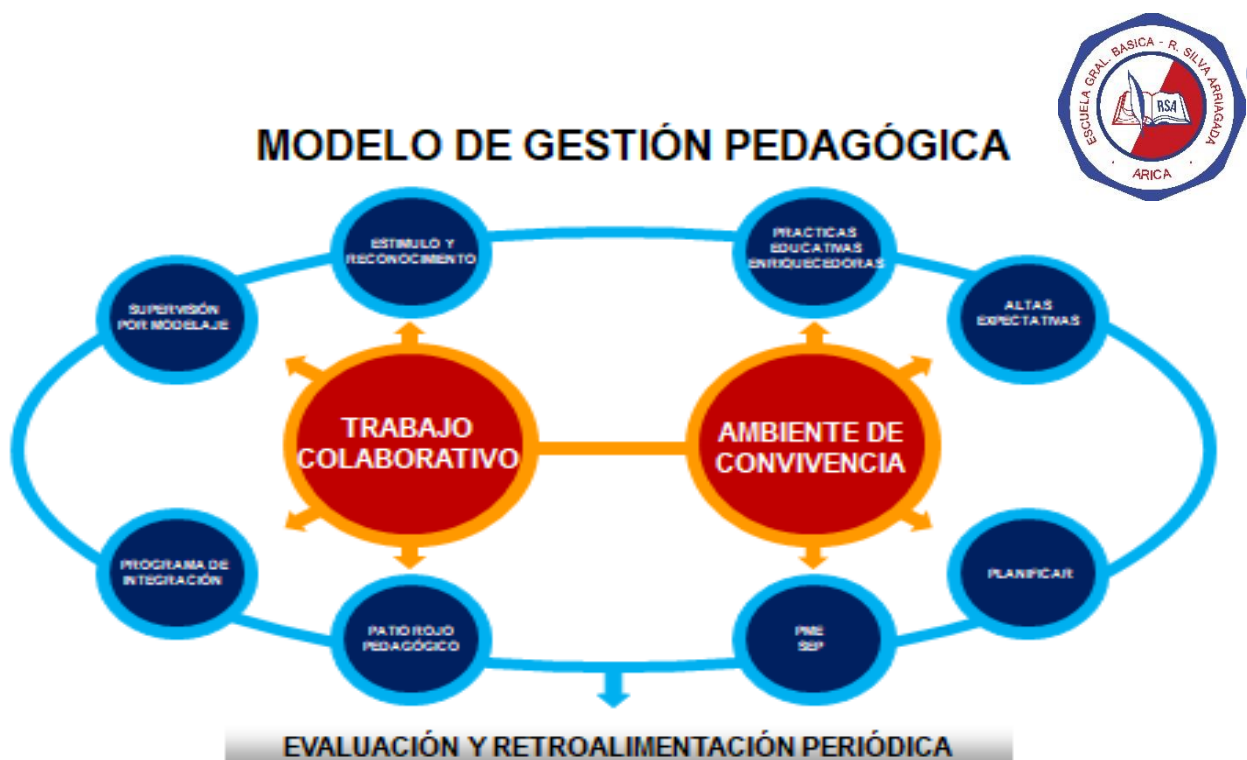 ESCUELA GRAL. BASICA - R. SILVA ARRIAGADA
RSA
· ARICA ·
MODELO DE GESTIÓN PEDAGÓGICA
ESTIMULO Y
RECONOCIMIENTO
PRACTICAS
EDUCATIVAS
ENRIQUECEDORAS
SUPERVISIÓN
POR MODELAJE
ALTAS
EXPECTATIVAS
TRABAJO
COLABORATIVO
AMBIENTE DE
CONVIVENCIA
PROGRAMA DE
INTEGRACIÓN
PLANIFICAR
PATIO ROJO
PEDAGÓGICO
PME
SEP
EVALUACIÓN Y RETROALIMENTACIÓN PERIÓDICA